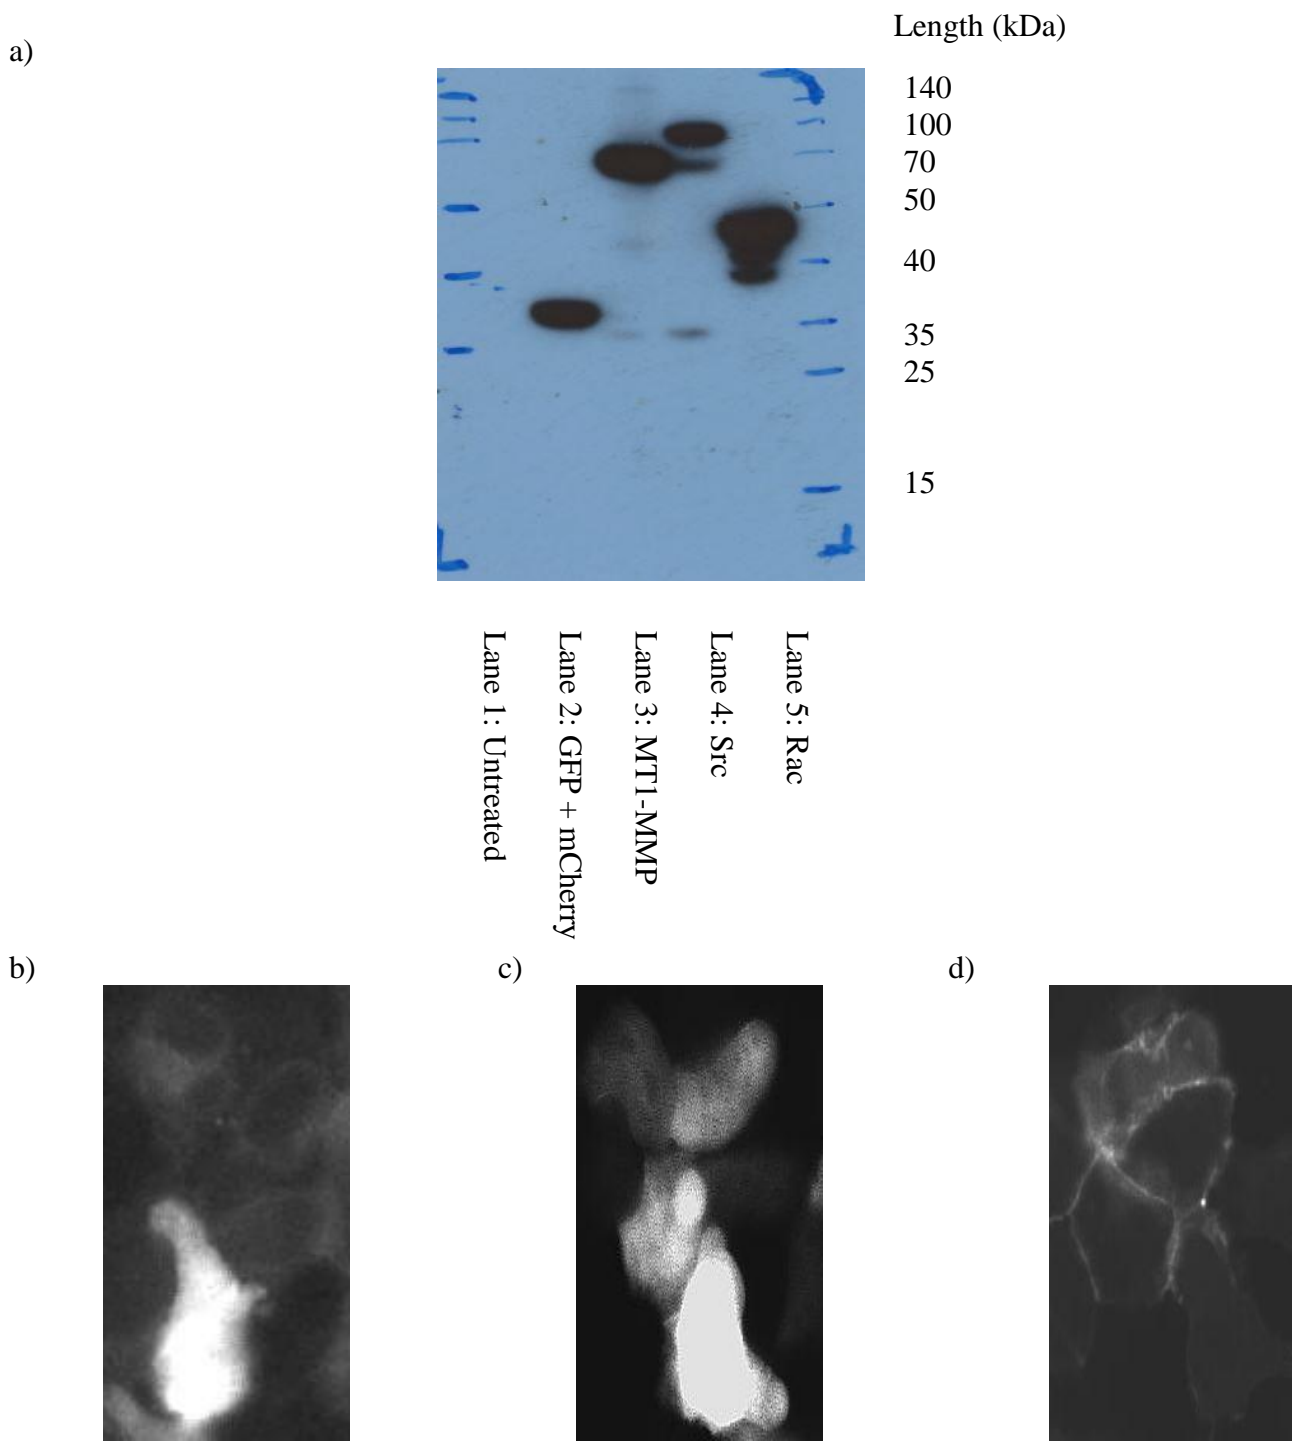 Length (kDa)
a)
140
100
70
50
40
35
25
15
Lane 1: Untreated
Lane 2: GFP + mCherry
Lane 3: MT1-MMP
Lane 4: Src
Lane 5: Rac
b)
c)
d)